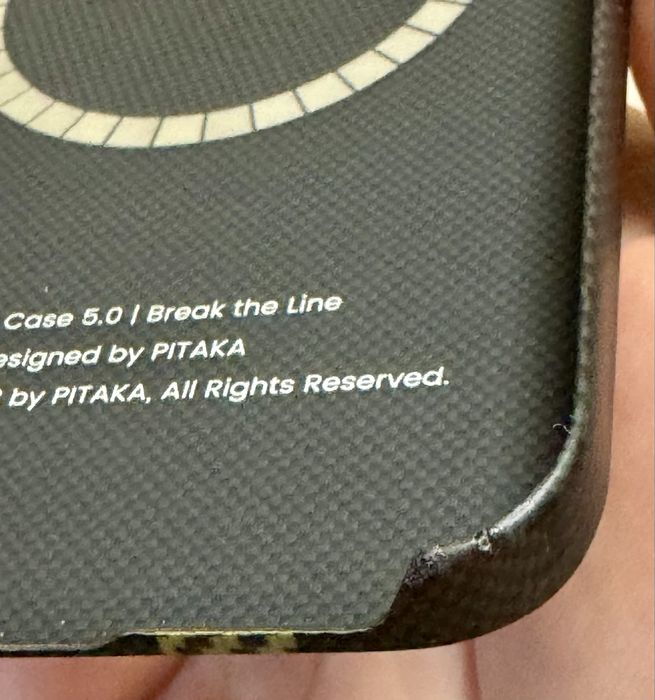 Case 5.0 | Break the Line
esigned by PITAKA
by PITAKA, All Rights Reserved.